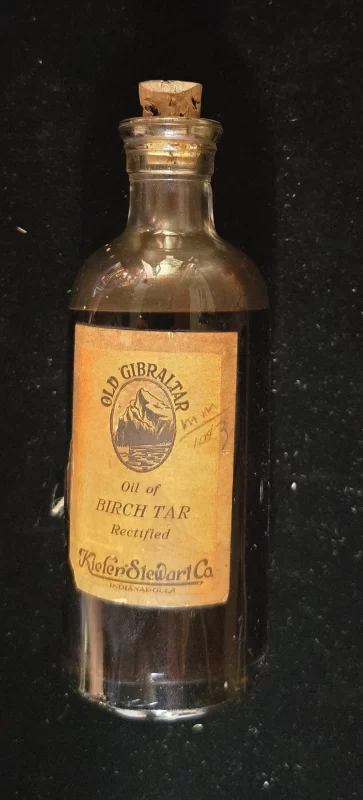 OLD GIBRALTAR
Oil of
BIRCH TAR
Rectified
Kiefer-Stewart Co
INDIANAPOLIS